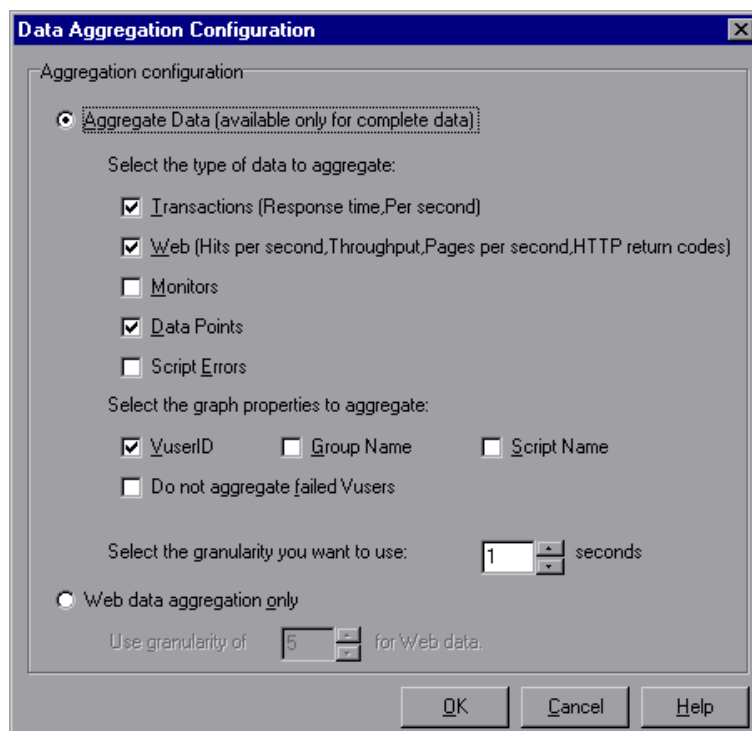 Data Aggregation Configuration
Aggregation configuration
Aggregate Data (available only for complete data)
Select the type of data to aggregate:
Transactions (Response time,Per second)
Web (Hits per second,Throughput,Pages per second,HTTP return codes)
Monitors
Data Points
Script Errors
Select the graph properties to aggregate:
VuserID Group Name Script Name
Do not aggregate failed Vusers
Select the granularity you want to use: 1 seconds
Web data aggregation only
Use granularity of 5 for Web data.
OK Cancel Help